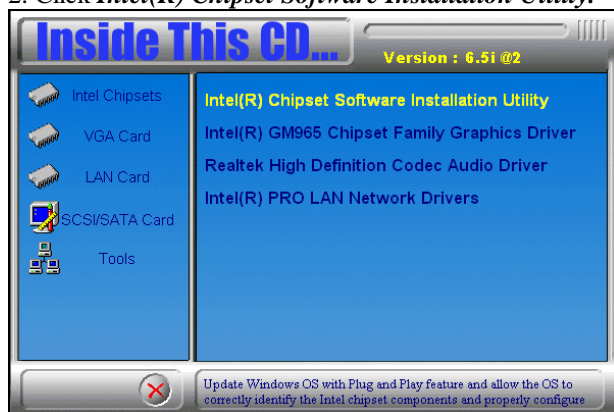 2. Click Intel(R) Chipset Software Installation Utility.
Inside This CD...
Version : 6.5i @2
Intel Chipsets
VGA Card
LAN Card
SCSI/SATA Card
Tools
Intel(R) Chipset Software Installation Utility
Intel(R) GM965 Chipset Family Graphics Driver
Realtek High Definition Codec Audio Driver
Intel(R) PRO LAN Network Drivers
Update Windows OS with Plug and Play feature and allow the OS to
correctly identify the Intel chipset components and properly configure